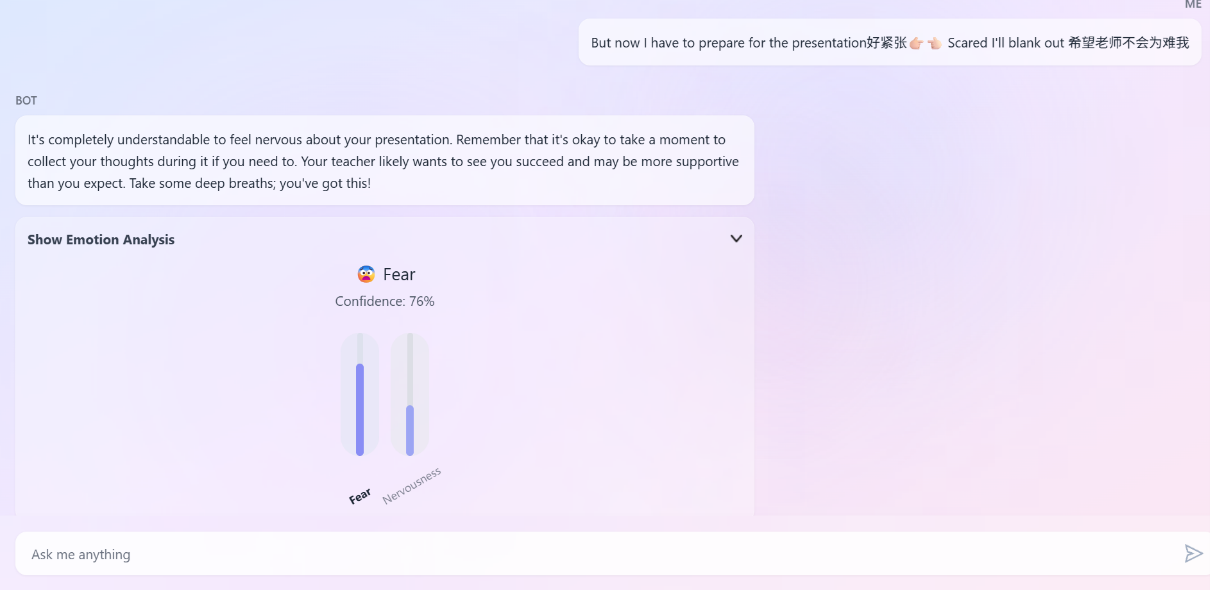 ME
But now I have to prepare for the presentation好紧张👉🏻👈🏻 Scared I'll blank out 希望老师不会为难我
BOT
It's completely understandable to feel nervous about your presentation. Remember that it's okay to take a moment to
collect your thoughts during it if you need to. Your teacher likely wants to see you succeed and may be more supportive
than you expect. Take some deep breaths; you've got this!
Show Emotion Analysis
😨 Fear
Confidence: 76%
Fear
Nervousness
Ask me anything